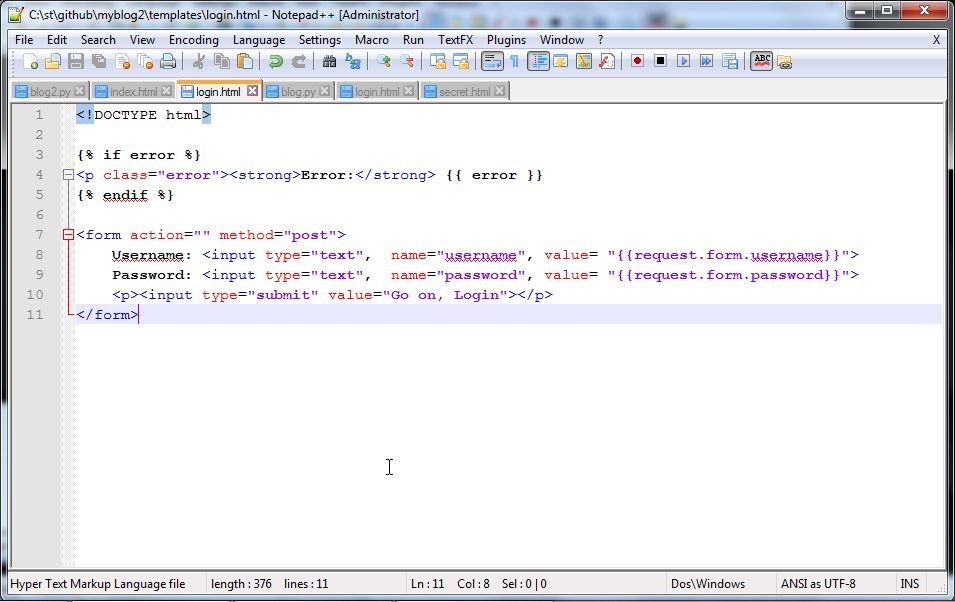 C:\st\github\myblog2\templates\login.html - Notepad++ [Administrator]
File Edit Search View Encoding Language Settings Macro Run TextFX Plugins Window ? X
blog2.py index.html login.html blog.py login.html secret.html
1 <!DOCTYPE html>
2
3 {% if error %}
4 <p class="error"><strong>Error:</strong> {{ error }}
5 {% endif %}
6
7 <form action="" method="post">
8 Username: <input type="text", name="username", value= "{{request.form.username}}">
9 Password: <input type="text", name="password", value= "{{request.form.password}}">
10 <p><input type="submit" value="Go on, Login"></p>
11 </form>
Hyper Text Markup Language file length : 376 lines : 11 Ln : 11 Col : 8 Sel : 0 | 0 Dos\Windows ANSI as UTF-8 INS